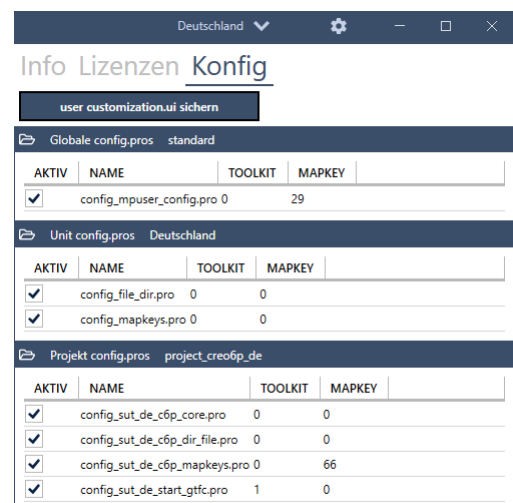 Deutschland
Info Lizenzen Konfig
user customization.ui sichern
Globale config.pros standard
AKTIV NAME TOOLKIT MAPKEY
config_mpuser_config.pro 0 29
Unit config.pros Deutschland
AKTIV NAME TOOLKIT MAPKEY
config_file_dir.pro 0 0
config_mapkeys.pro 0 0
Projekt config.pros project_creo6p_de
AKTIV NAME TOOLKIT MAPKEY
config_sut_de_c6p_core.pro 0 0
config_sut_de_c6p_dir_file.pro 0 0
config_sut_de_c6p_mapkeys.pro 0 66
config_sut_de_start_gtfc.pro 1 0